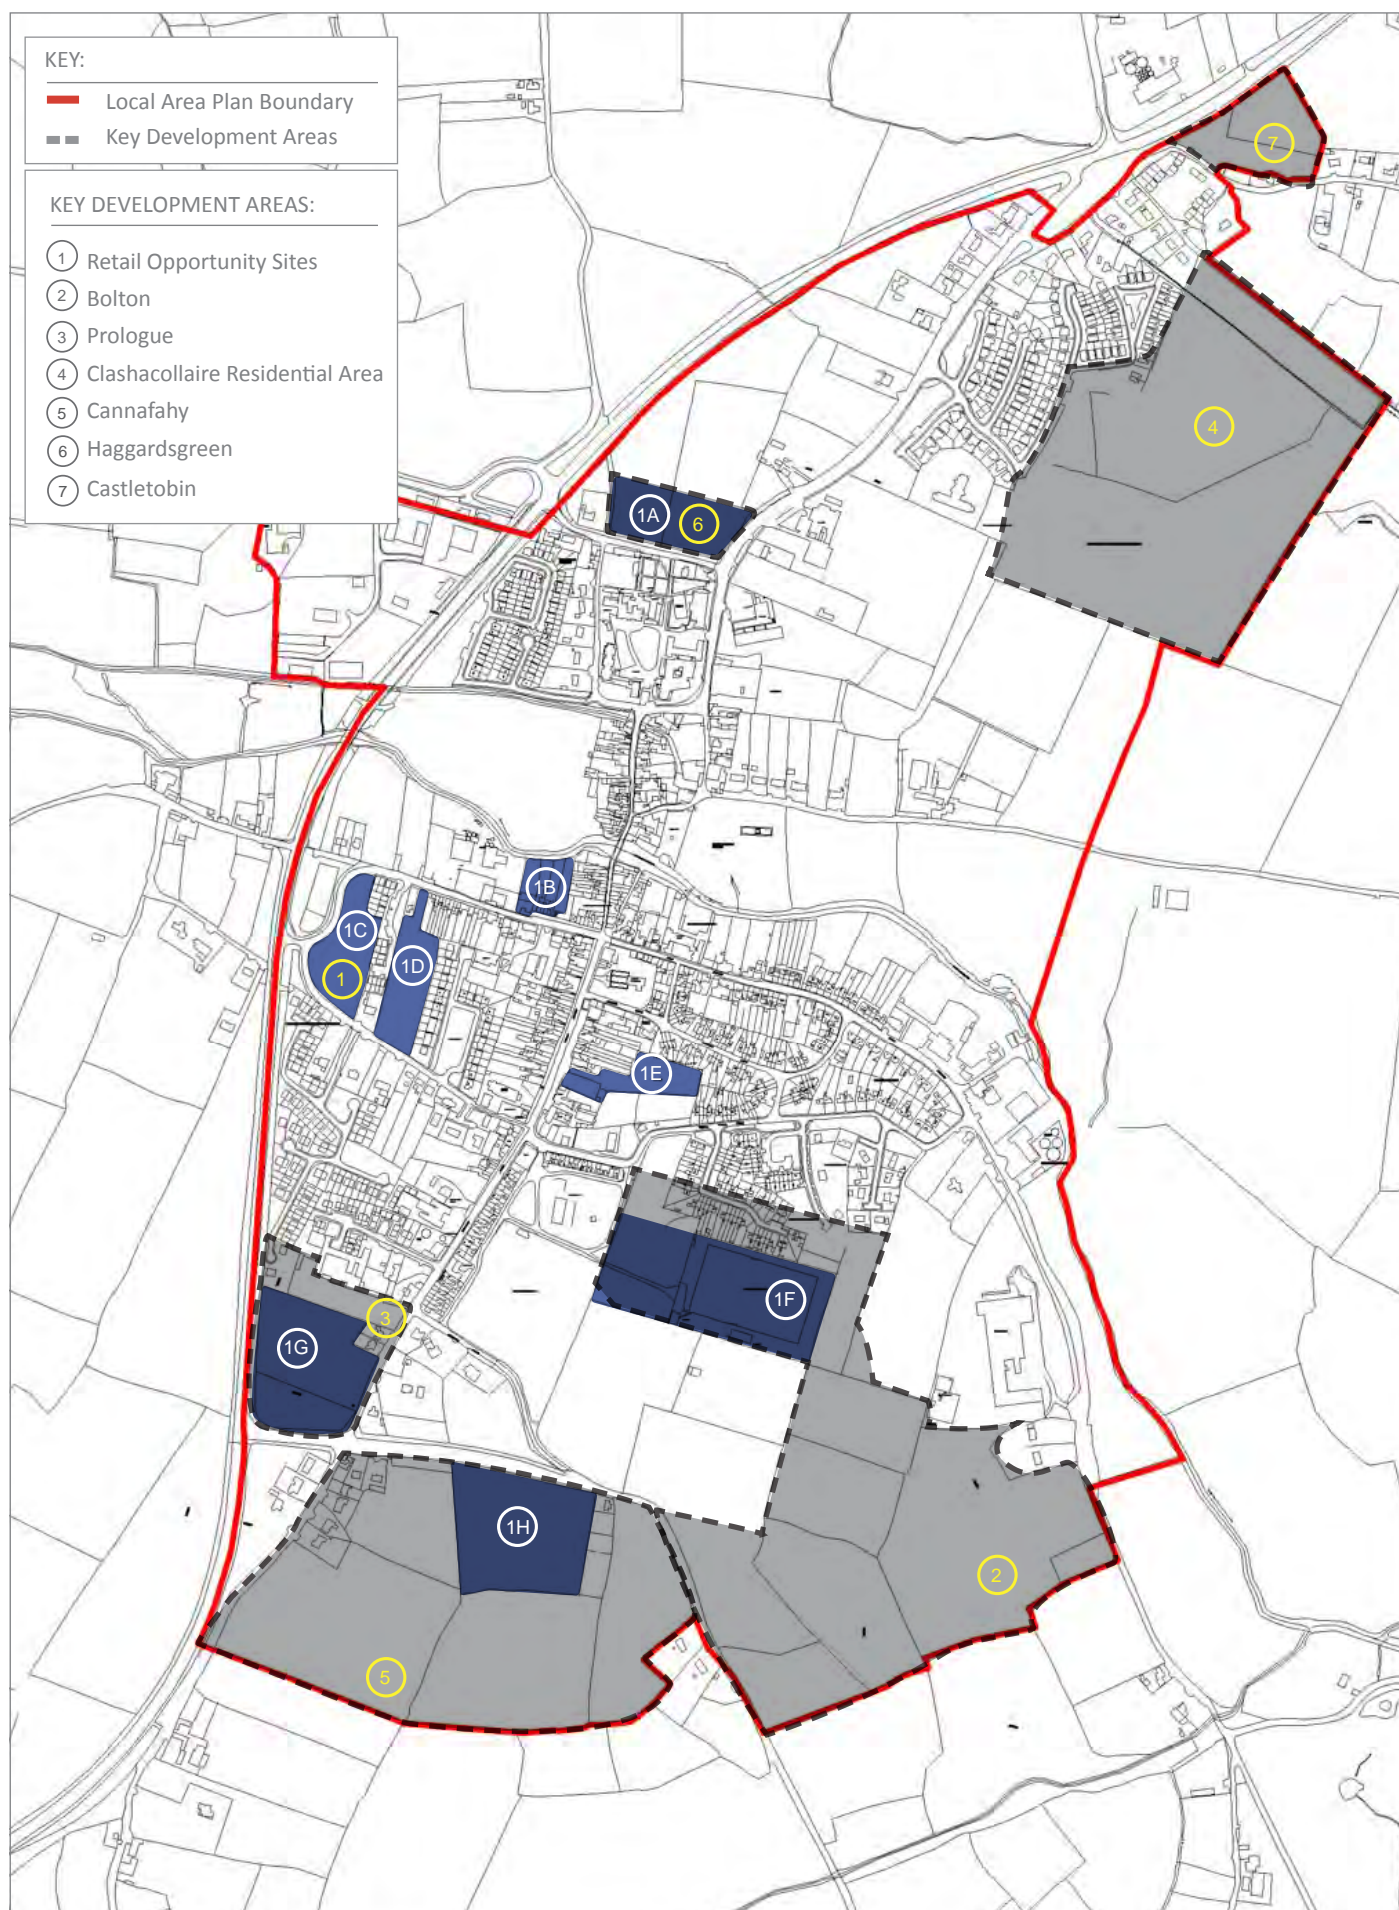 KEY:
Local Area Plan Boundary
Key Development Areas
KEY DEVELOPMENT AREAS:
1 Retail Opportunity Sites
2 Bolton
3 Prologue
4 Clashacollaire Residential Area
5 Cannafahy
6 Haggardsgreen
7 Castletobin
7
4
1A
6
1B
1C
1D
1
1E
1F
3
1G
1H
2
5